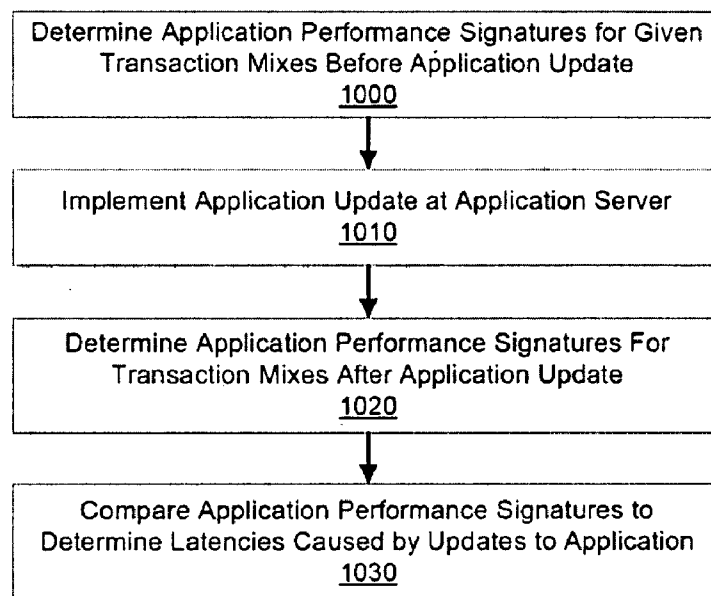 Determine Application Performance Signatures for Given
Transaction Mixes Before Application Update
1000
Implement Application Update at Application Server
1010
Determine Application Performance Signatures For
Transaction Mixes After Application Update
1020
Compare Application Performance Signatures to
Determine Latencies Caused by Updates to Application
1030